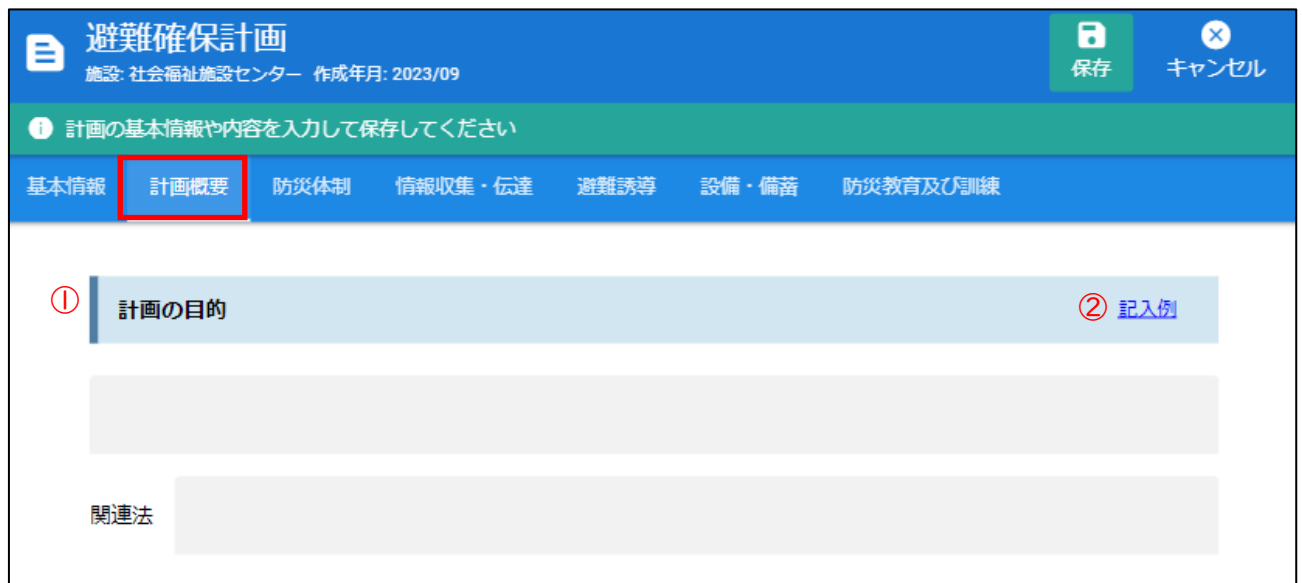 避難確保計画
施設: 社会福祉施設センター 作成年月: 2023/09
保存
キャンセル
計画の基本情報や内容を入力して保存してください
基本情報 計画概要 防災体制 情報収集・伝達 避難誘導 設備・備蓄 防災教育及び訓練
① 計画の目的 ② 記入例
関連法